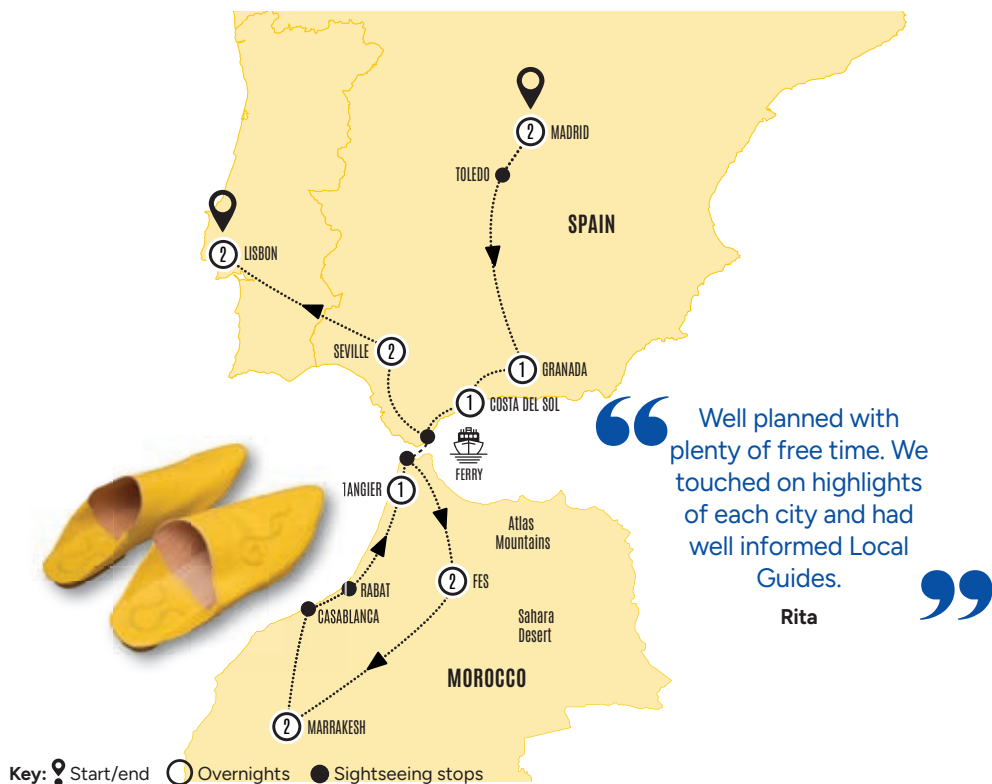 2
MADRID
TOLEDO
SPAIN
2
LISBON
SEVILLE
2
1
GRANADA
1
COSTA DEL SOL
FERRY
TANGIER
1
Atlas
Mountains
2
FES
RABAT
CASABLANCA
Sahara
Desert
MOROCCO
2
MARRAKESH
“
Well planned with
plenty of free time. We
touched on highlights
of each city and had
well informed Local
Guides.
”
Rita
Key: Start/end Overnights Sightseeing stops